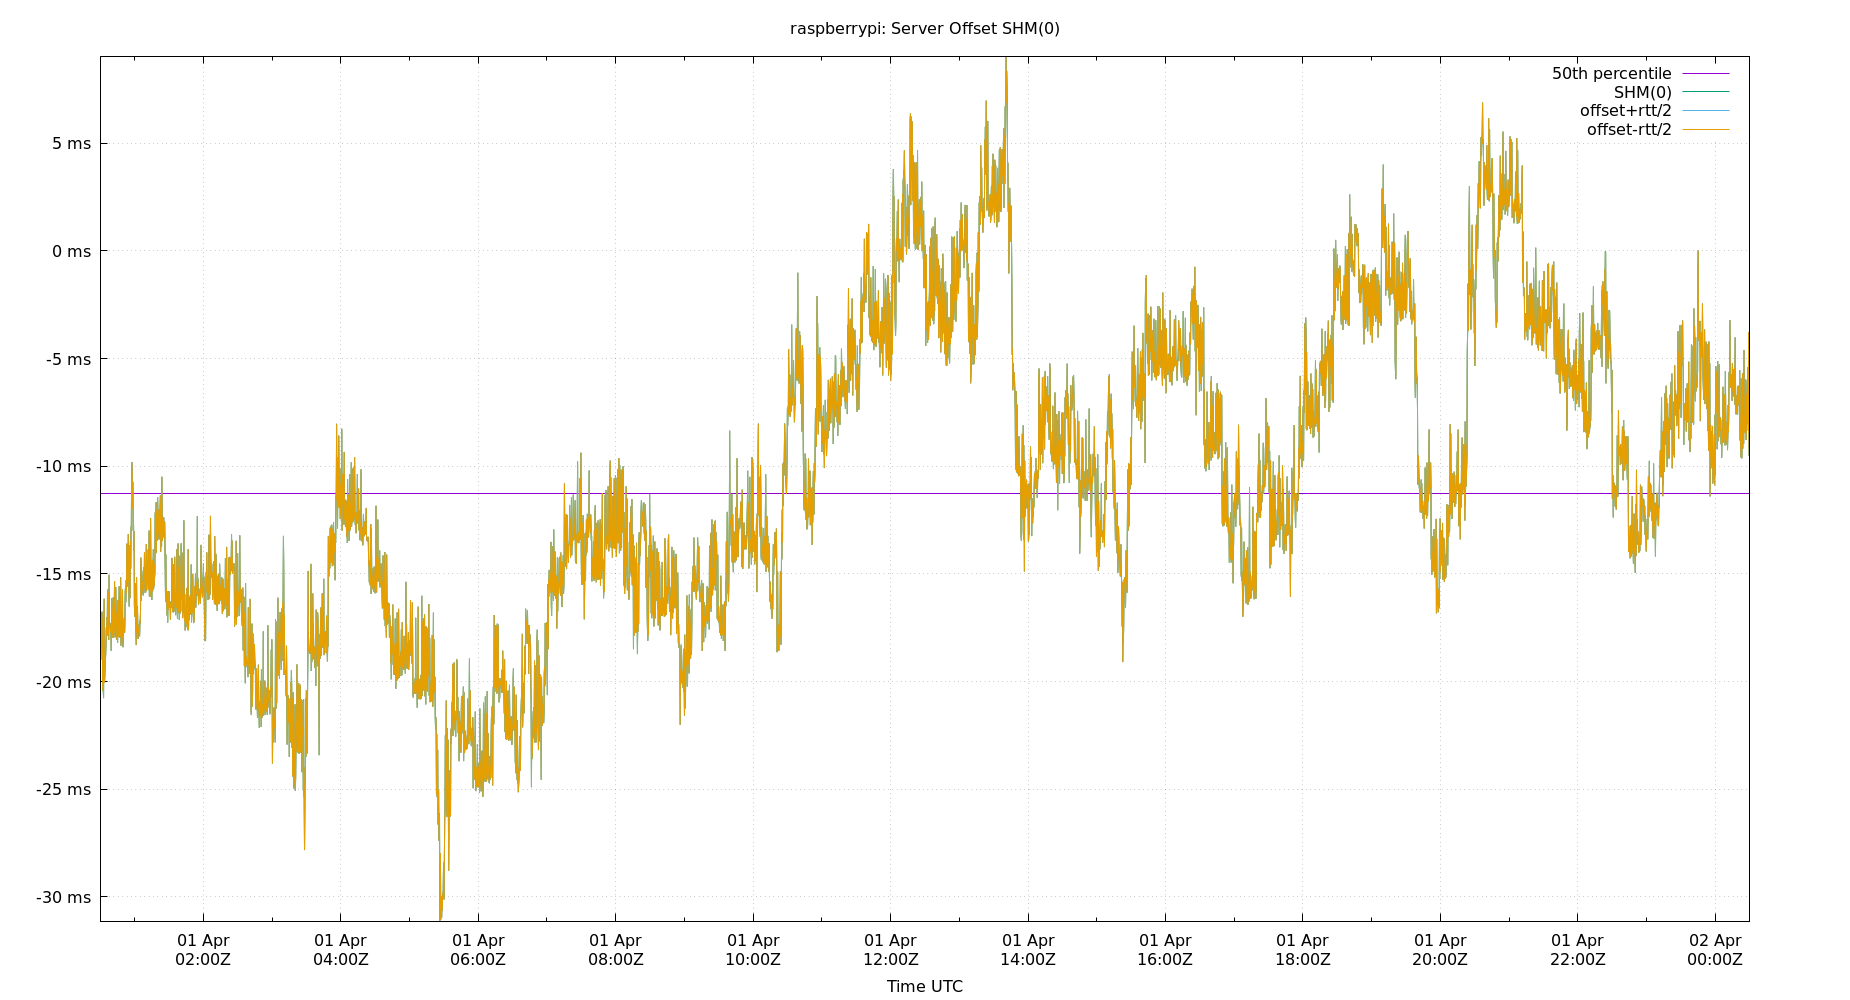 raspberrypi: Server Offset SHM(0)
50th percentile
SHM(0)
offset+rtt/2
offset-rtt/2
5 ms
0 ms
-5 ms
-10 ms
-15 ms
-20 ms
-25 ms
-30 ms
01 Apr 01 Apr 01 Apr 01 Apr 01 Apr 01 Apr 01 Apr 01 Apr 01 Apr 01 Apr 01 Apr 02 Apr
02:00Z 04:00Z 06:00Z 08:00Z 10:00Z 12:00Z 14:00Z 16:00Z 18:00Z 20:00Z 22:00Z 00:00Z
Time UTC